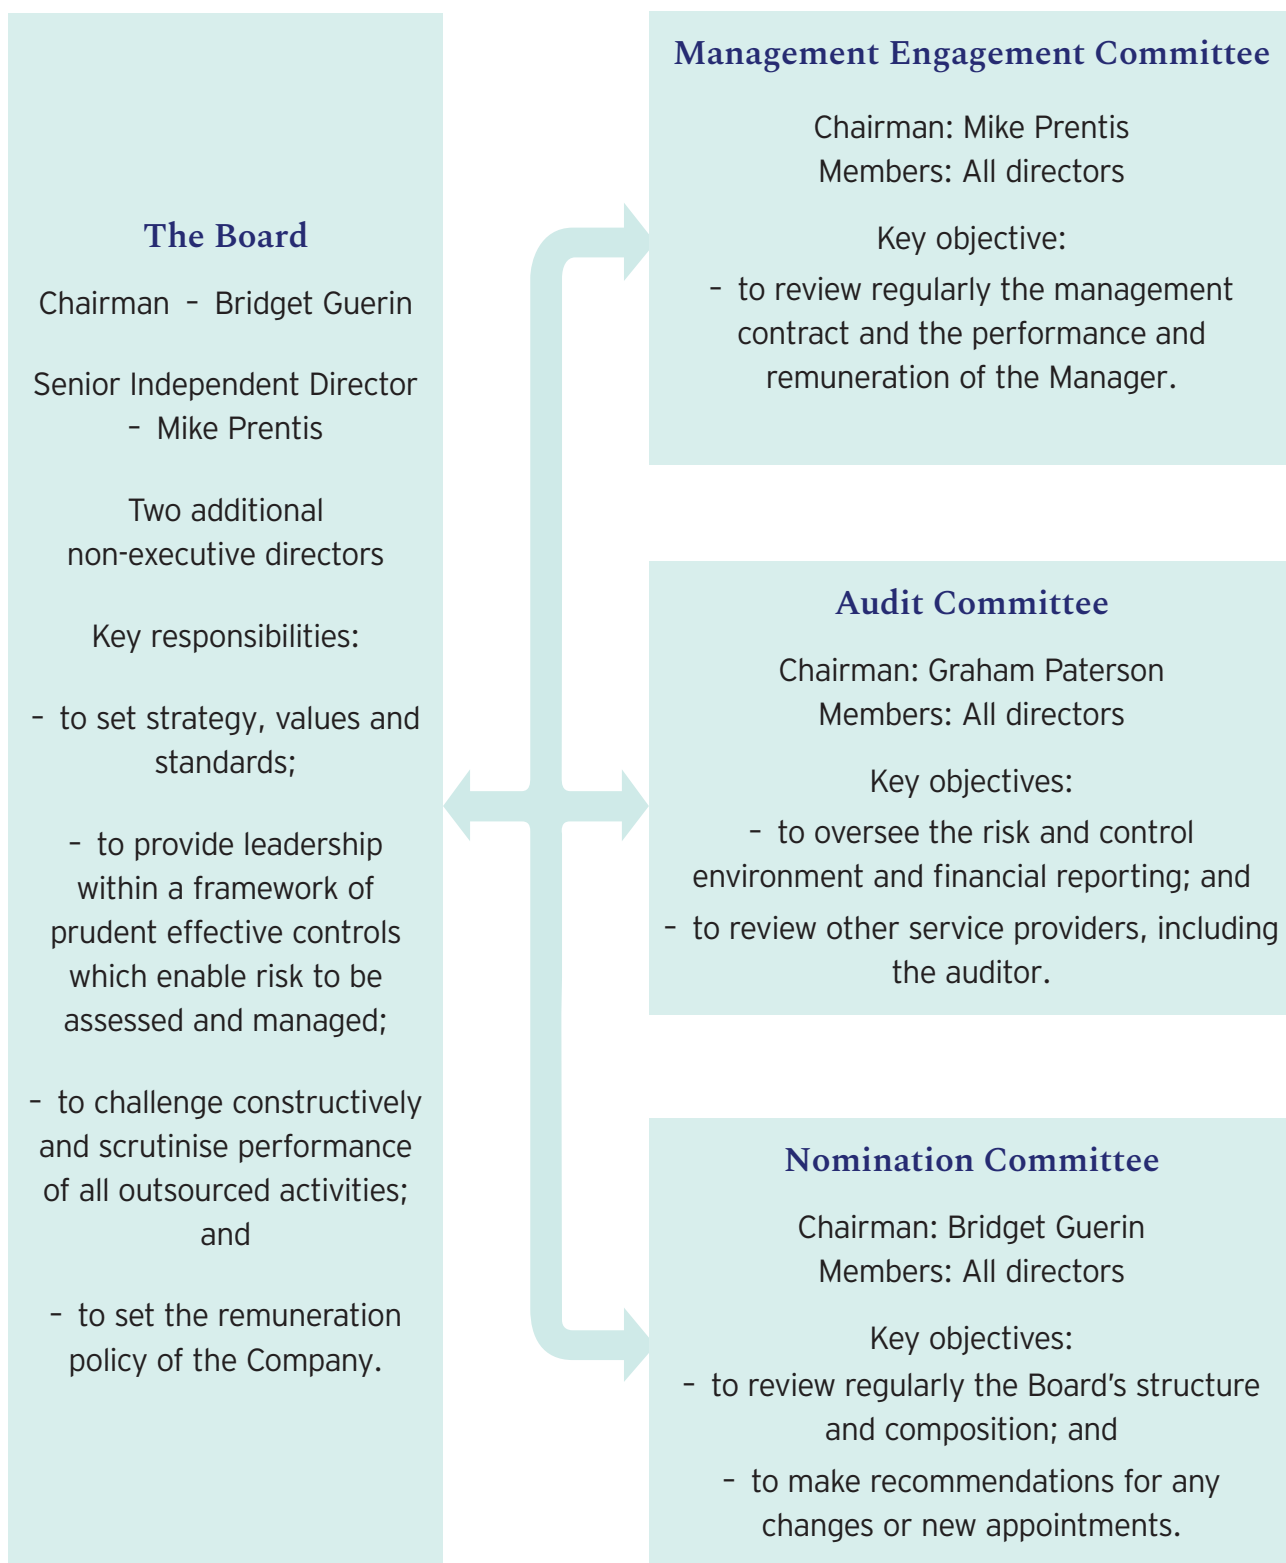 The Board
Chairman – Bridget Guerin
Senior Independent Director
– Mike Prentis
Two additional
non-executive directors
Key responsibilities:
– to set strategy, values and
standards;
– to provide leadership
within a framework of
prudent effective controls
which enable risk to be
assessed and managed;
– to challenge constructively
and scrutinise performance
of all outsourced activities;
and
– to set the remuneration
policy of the Company.
Management Engagement Committee
Chairman: Mike Prentis
Members: All directors
Key objective:
– to review regularly the management
contract and the performance and
remuneration of the Manager.
Audit Committee
Chairman: Graham Paterson
Members: All directors
Key objectives:
– to oversee the risk and control
environment and financial reporting; and
– to review other service providers, including
the auditor.
Nomination Committee
Chairman: Bridget Guerin
Members: All directors
Key objectives:
– to review regularly the Board's structure
and composition; and
– to make recommendations for any
changes or new appointments.